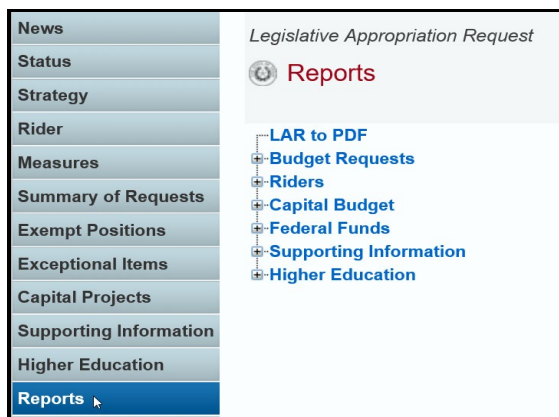 News
Status
Strategy
Rider
Measures
Summary of Requests
Exempt Positions
Exceptional Items
Capital Projects
Supporting Information
Higher Education
Reports
Legislative Appropriation Request
Reports
LAR to PDF
Budget Requests
Riders
Capital Budget
Federal Funds
Supporting Information
Higher Education